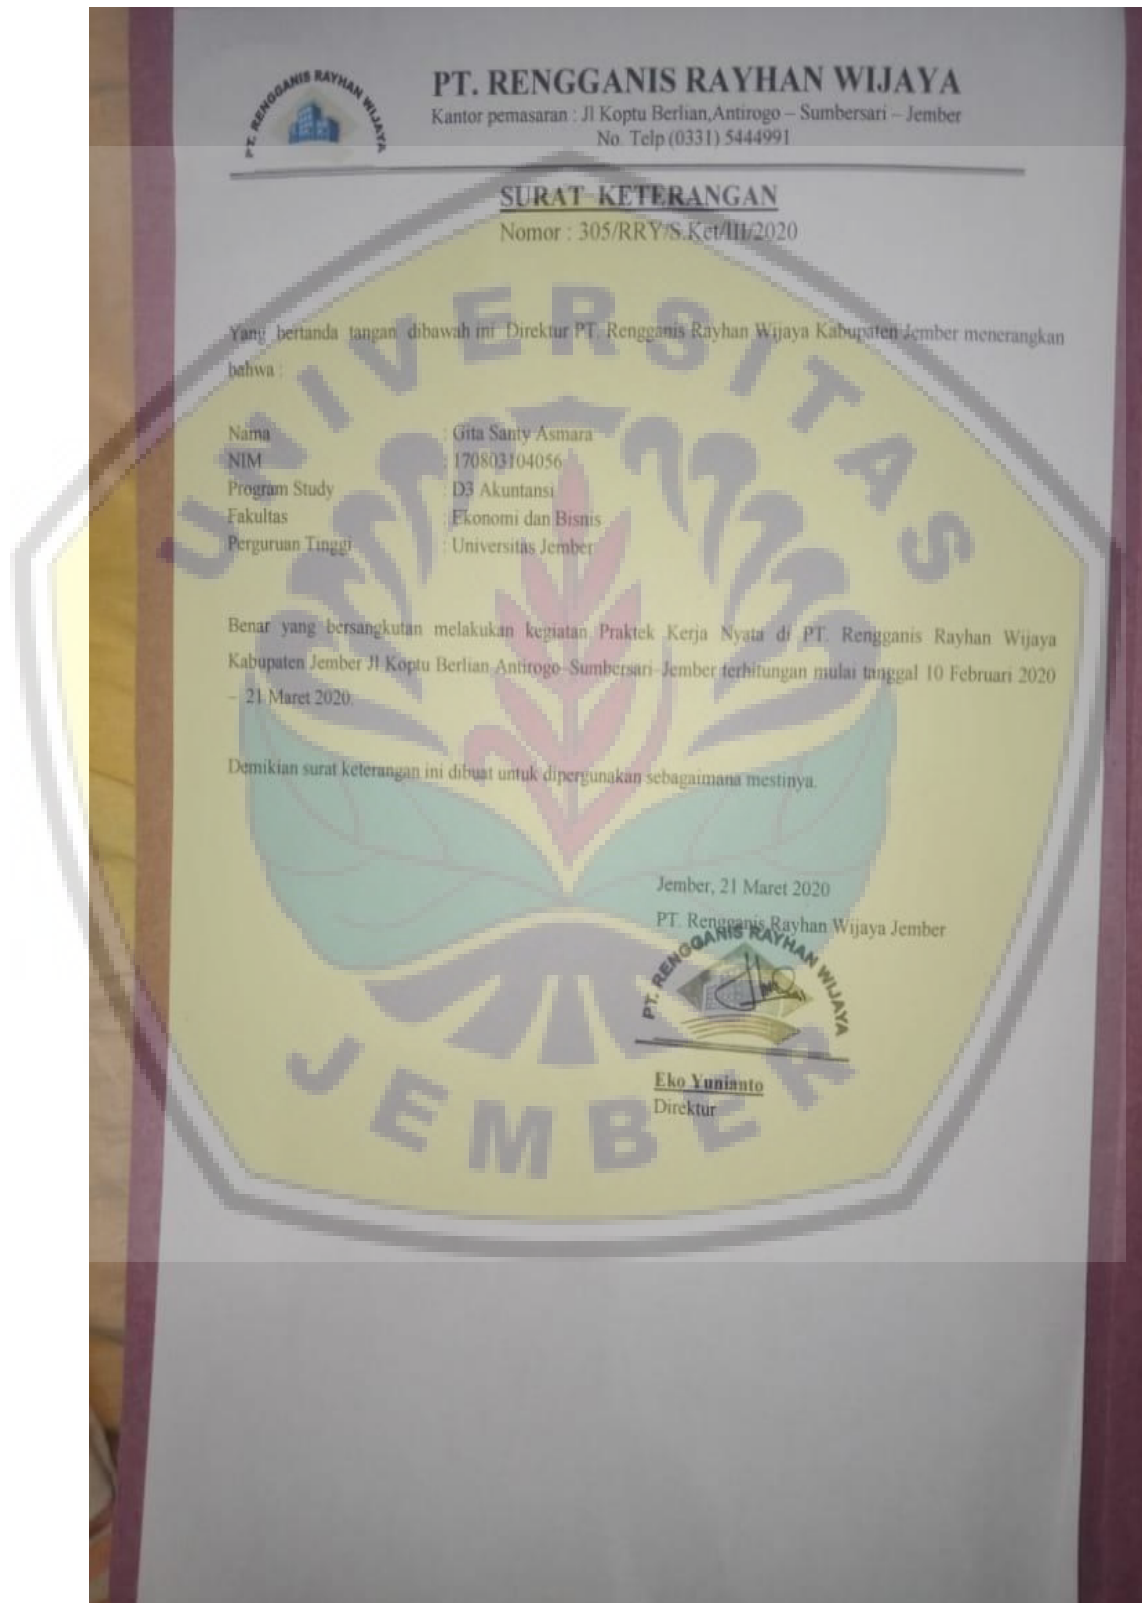 PT. RENGGANIS RAYHAN WIJAYA
PT. RENGGANIS RAYHAN WIJAYA
Kantor pemasaran : Jl Koptu Berlian,Antirogo – Sumbersari – Jember
No. Telp (0331) 5444991
SURAT KETERANGAN
Nomor : 305/RRY/S.Ket/III/2020
UNIVERSITAS
Yang bertanda tangan dibawah ini Direktur PT. Rengganis Rayhan Wijaya Kabupaten Jember menerangkan
bahwa :
Nama : Gita Santy Asmara
NIM : 170803104056
Program Study : D3 Akuntansi
Fakultas : Ekonomi dan Bisnis
Perguruan Tinggi : Universitas Jember
Benar yang bersangkutan melakukan kegiatan Praktek Kerja Nyata di PT. Rengganis Rayhan Wijaya
Kabupaten Jember Jl Koptu Berlian Antirogo–Sumbersari–Jember terhitungan mulai tanggal 10 Februari 2020
– 21 Maret 2020.
Demikian surat keterangan ini dibuat untuk dipergunakan sebagaimana mestinya.
Jember, 21 Maret 2020
PT. Rengganis Rayhan Wijaya Jember
PT. RENGGANIS RAYHAN WIJAYA
Eko Yunianto
Direktur
JEMBER